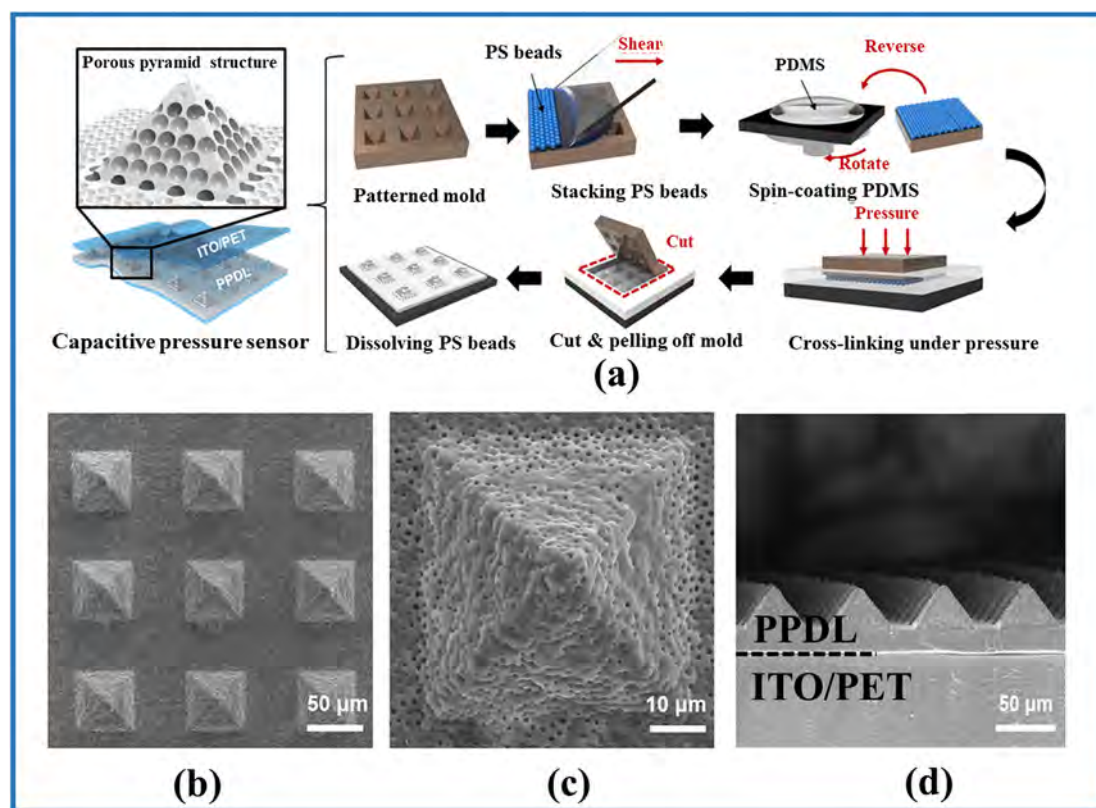 Porous pyramid structure
ITO/PET
PPDL
Capacitive pressure sensor
Patterned mold
PS beads
Shear
Stacking PS beads
PDMS
Reverse
Rotate
Spin-coating PDMS
Pressure
Cross-linking under pressure
Cut
Cut & pelling off mold
Dissolving PS beads
(a)
50 μm
(b)
10 μm
(c)
PPDL
ITO/PET
50 μm
(d)